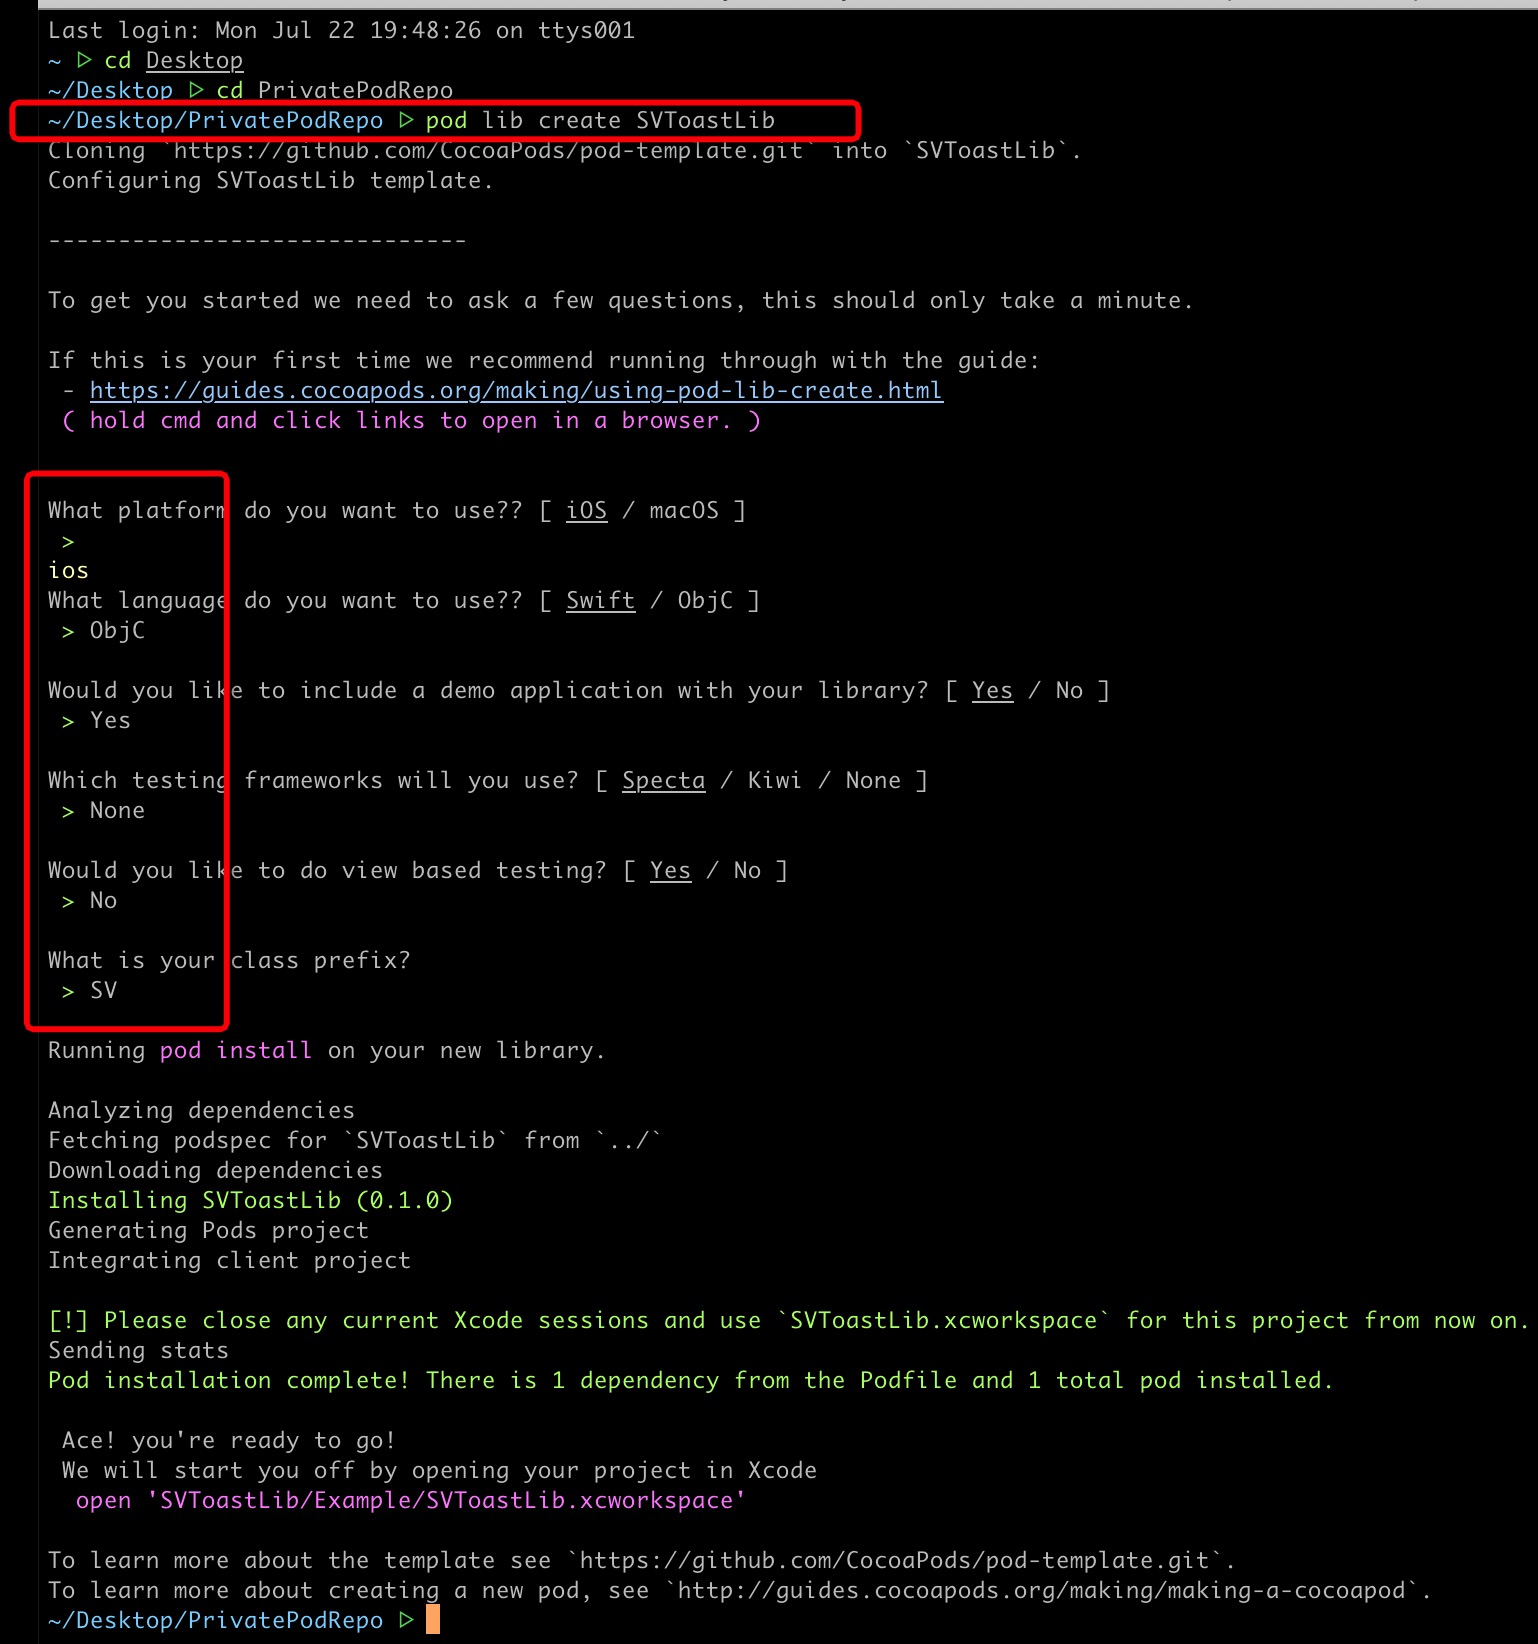 Last login: Mon Jul 22 19:48:26 on ttys001
~ ▷ cd Desktop
~/Desktop ▷ cd PrivatePodRepo
~/Desktop/PrivatePodRepo ▷ pod lib create SVToastLib
Cloning `https://github.com/CocoaPods/pod-template.git` into `SVToastLib`.
Configuring SVToastLib template.
------------------------------
To get you started we need to ask a few questions, this should only take a minute.
If this is your first time we recommend running through with the guide:
- https://guides.cocoapods.org/making/using-pod-lib-create.html
( hold cmd and click links to open in a browser. )
What platform do you want to use?? [ iOS / macOS ]
>
ios
What language do you want to use?? [ Swift / ObjC ]
> ObjC
Would you like to include a demo application with your library? [ Yes / No ]
> Yes
Which testing frameworks will you use? [ Specta / Kiwi / None ]
> None
Would you like to do view based testing? [ Yes / No ]
> No
What is your class prefix?
> SV
Running pod install on your new library.
Analyzing dependencies
Fetching podspec for `SVToastLib` from `../`
Downloading dependencies
Installing SVToastLib (0.1.0)
Generating Pods project
Integrating client project
[!] Please close any current Xcode sessions and use `SVToastLib.xcworkspace` for this project from now on.
Sending stats
Pod installation complete! There is 1 dependency from the Podfile and 1 total pod installed.
Ace! you're ready to go!
We will start you off by opening your project in Xcode
open 'SVToastLib/Example/SVToastLib.xcworkspace'
To learn more about the template see `https://github.com/CocoaPods/pod-template.git`.
To learn more about creating a new pod, see `http://guides.cocoapods.org/making/making-a-cocoapod`.
~/Desktop/PrivatePodRepo ▷